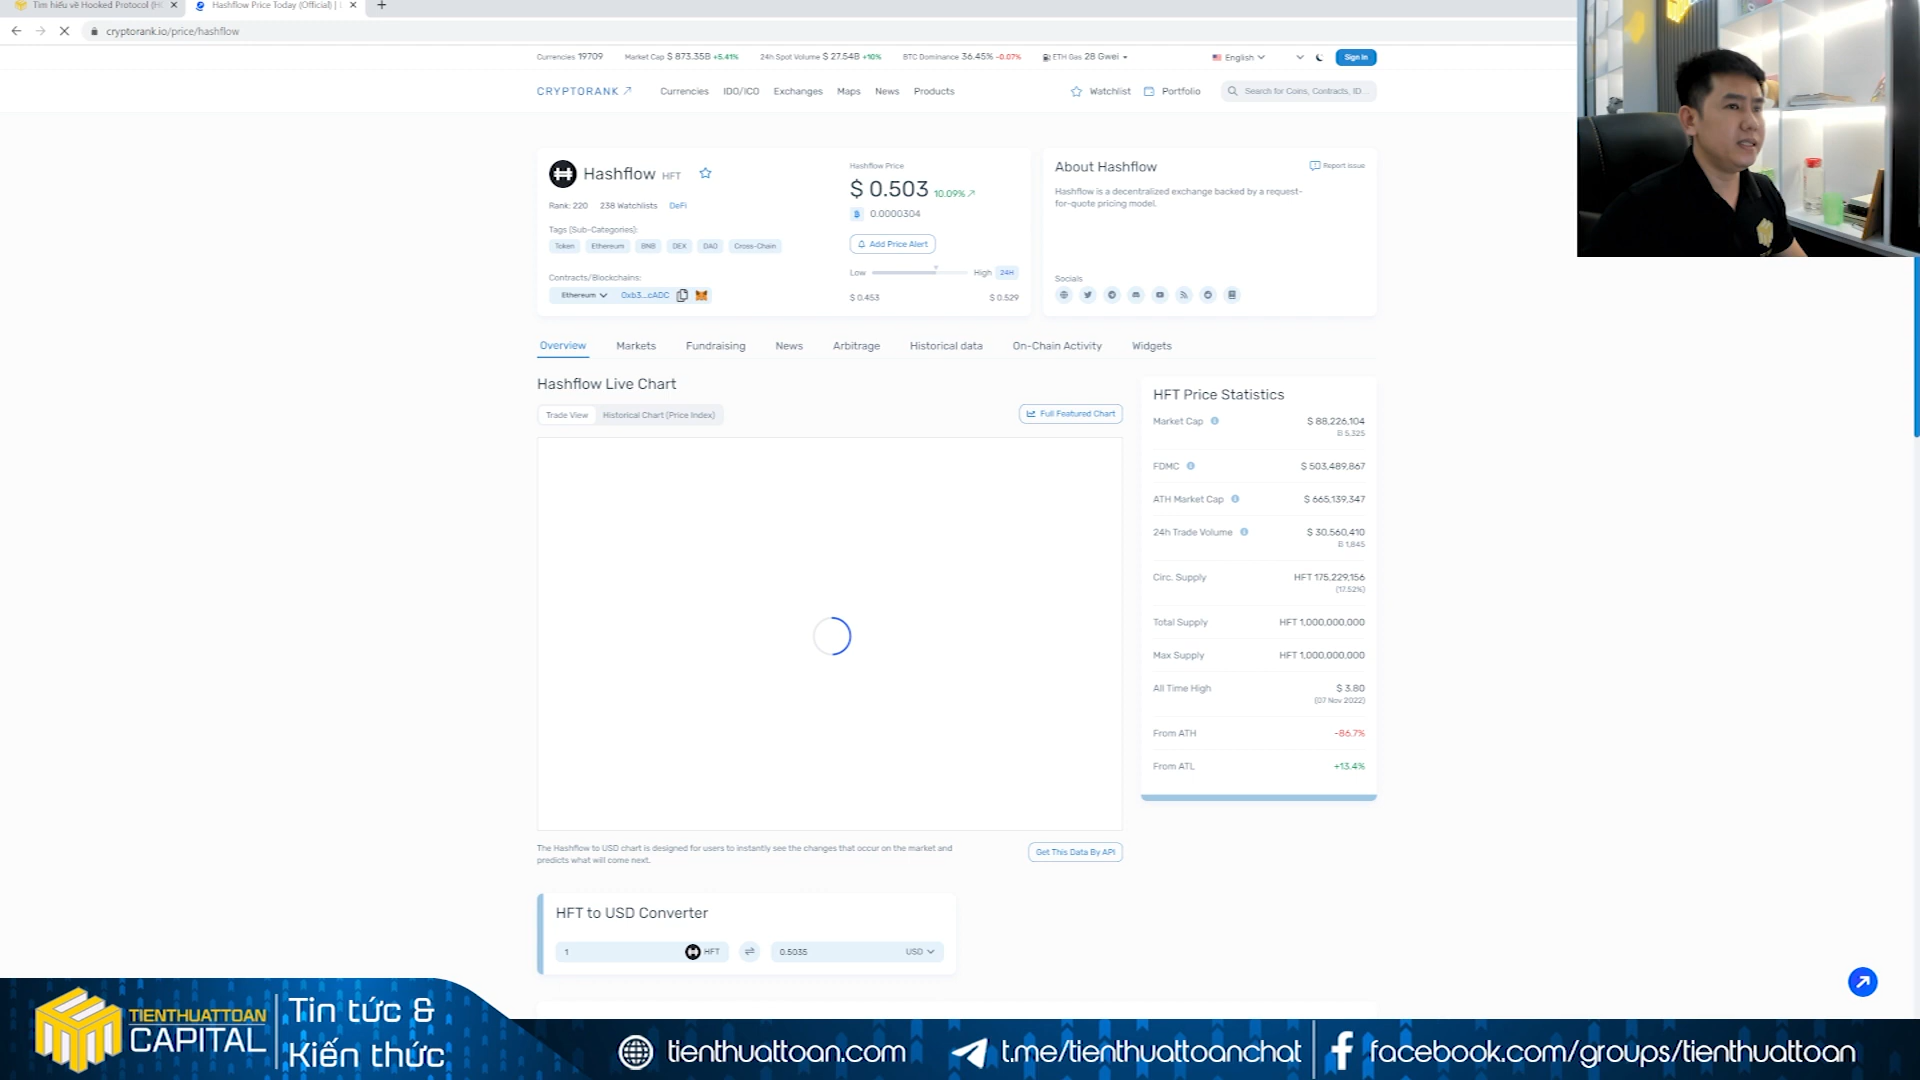 Tìm hiểu về Hooked Protocol (HO
Hashflow Price Today (Official) |
cryptorank.io/price/hashflow
Currencies 19709
Market Cap $ 873.35B +5.41%
24h Spot Volume $ 27.54B +10%
BTC Dominance 36.45% -0.07%
ETH Gas 28 Gwei
English
Sign In
CRYPTORANK
Currencies
IDO/ICO
Exchanges
Maps
News
Products
Watchlist
Portfolio
Search for Coins, Contracts, ID...
Hashflow HFT
Rank: 220
238 Watchlists
DeFi
Tags (Sub-Categories):
Token
Ethereum
BNB
DEX
DAO
Cross-Chain
Contracts/Blockchains:
Ethereum
0xb3...cADC
Hashflow Price
$ 0.503 10.09%
0.0000304
Add Price Alert
Low
High
24H
$ 0.453
$ 0.529
About Hashflow
Report issue
Hashflow is a decentralized exchange backed by a request-
for-quote pricing model.
Socials
Overview
Markets
Fundraising
News
Arbitrage
Historical data
On-Chain Activity
Widgets
Hashflow Live Chart
Trade View
Historical Chart (Price Index)
Full Featured Chart
The Hashflow to USD chart is designed for users to instantly see the changes that occur on the market and
predicts what will come next.
Get This Data By API
HFT Price Statistics
Market Cap
$ 88,226,104
B 5,325
FDMC
$ 503,489,867
ATH Market Cap
$ 665,139,347
24h Trade Volume
$ 30,560,410
B 1,845
Circ. Supply
HFT 175,229,156
(17.52%)
Total Supply
HFT 1,000,000,000
Max Supply
HFT 1,000,000,000
All Time High
$ 3.80
(07 Nov 2022)
From ATH
-86.7%
From ATL
+13.4%
HFT to USD Converter
1
HFT
0.5035
USD
TIENTHUATTOAN
CAPITAL
Tin tức &
Kiến thức
tienthuattoan.com
t.me/tienthuattoanchat
facebook.com/groups/tienthuattoan